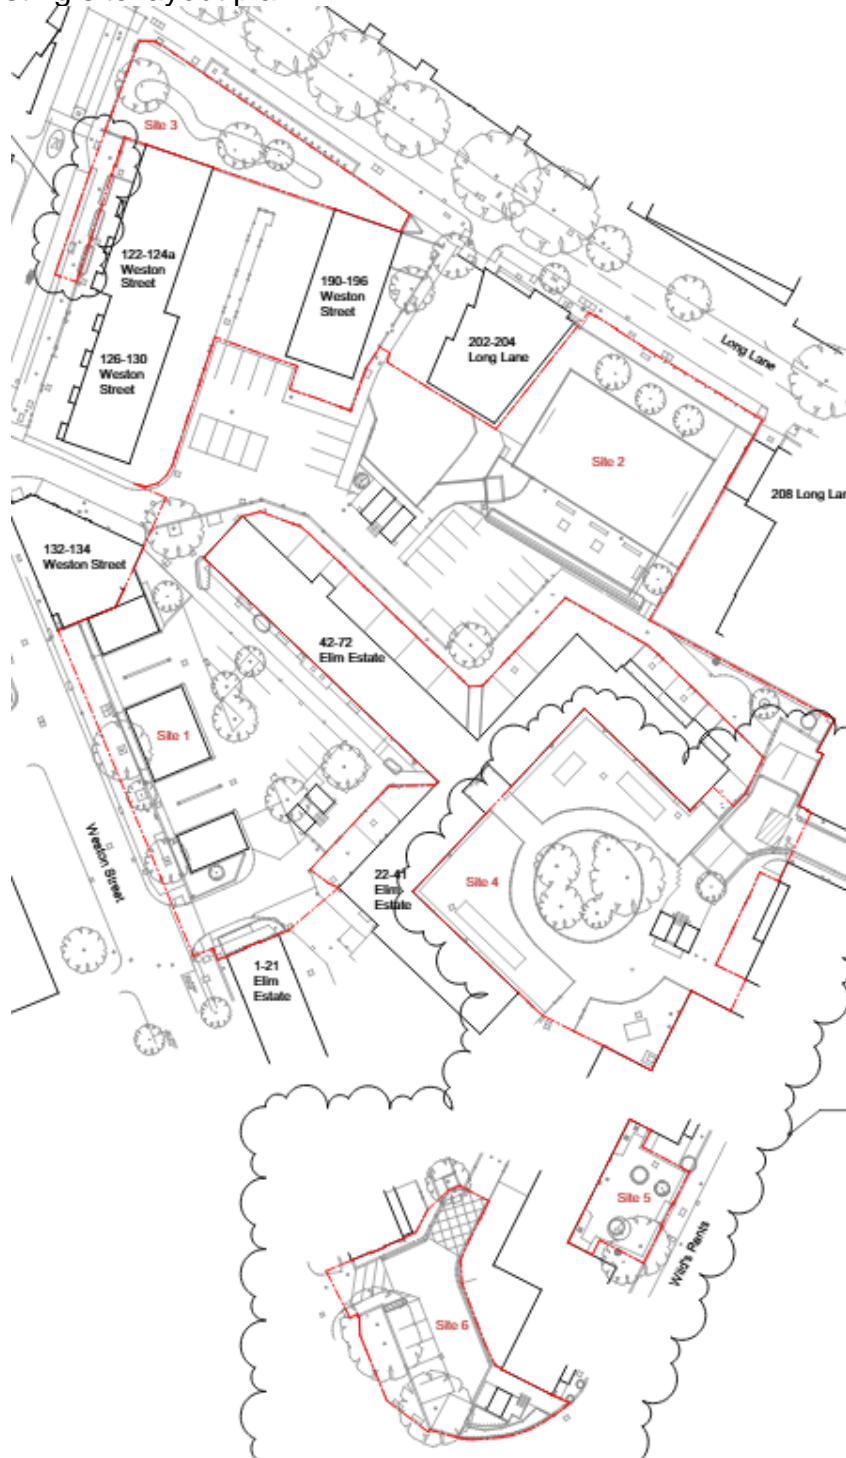 Site 3
122-124a
Weston
Street
190-196
Weston
Street
126-130
Weston
Street
202-204
Long Lane
Long Lane
Site 2
208 Long Lan
132-134
Weston Street
42-72
Elim Estate
Site 1
Weston Street
22-41
Elim
Estate
Site 4
1-21
Elim
Estate
Site 5
Wild's Rents
Site 6